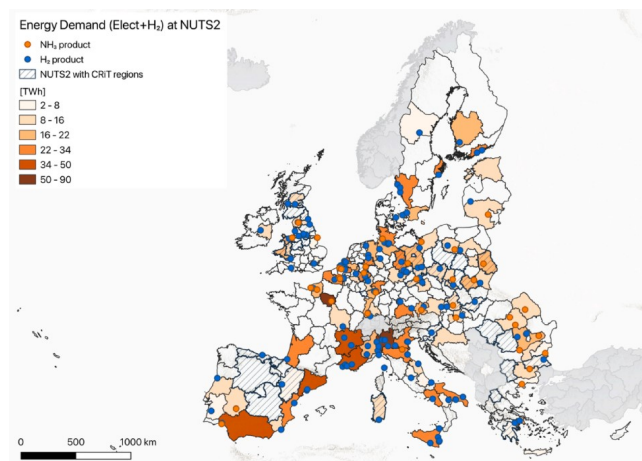 Energy Demand (Elect+H₂) at NUTS2
NH₃ product
H₂ product
NUTS2 with CRiT regions
[TWh]
2 - 8
8 - 16
16 - 22
22 - 34
34 - 50
50 - 90
0 500 1000 km